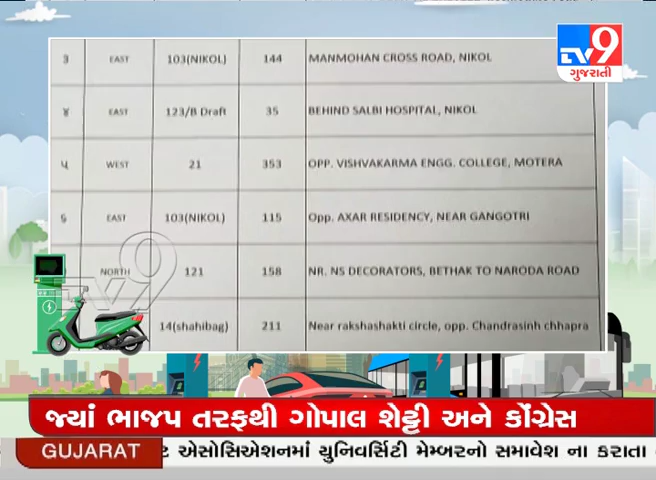 TV9
ગુજરાતી
3 EAST 103(NIKOL) 144 MANMOHAN CROSS ROAD, NIKOL
૪ EAST 123/B Draft 35 BEHIND SALBI HOSPITAL, NIKOL
૫ WEST 21 353 OPP. VISHVAKARMA ENGG. COLLEGE, MOTERA
૬ EAST 103(NIKOL) 115 Opp. AXAR RESIDENCY, NEAR GANGOTRI
NORTH 121 158 NR. NS DECORATORS, BETHAK TO NARODA ROAD
14(shahibag) 211 Near rakshashakti circle, opp. Chandrasinh chhapra
જ્યાં ભાજપ તરફથી ગોપાલ શેટ્ટી અને કોંગ્રેસ
GUJARAT એસોસિએશનમાં યુનિવર્સિટી મેમ્બરનો સમાવેશ ના કરાતા